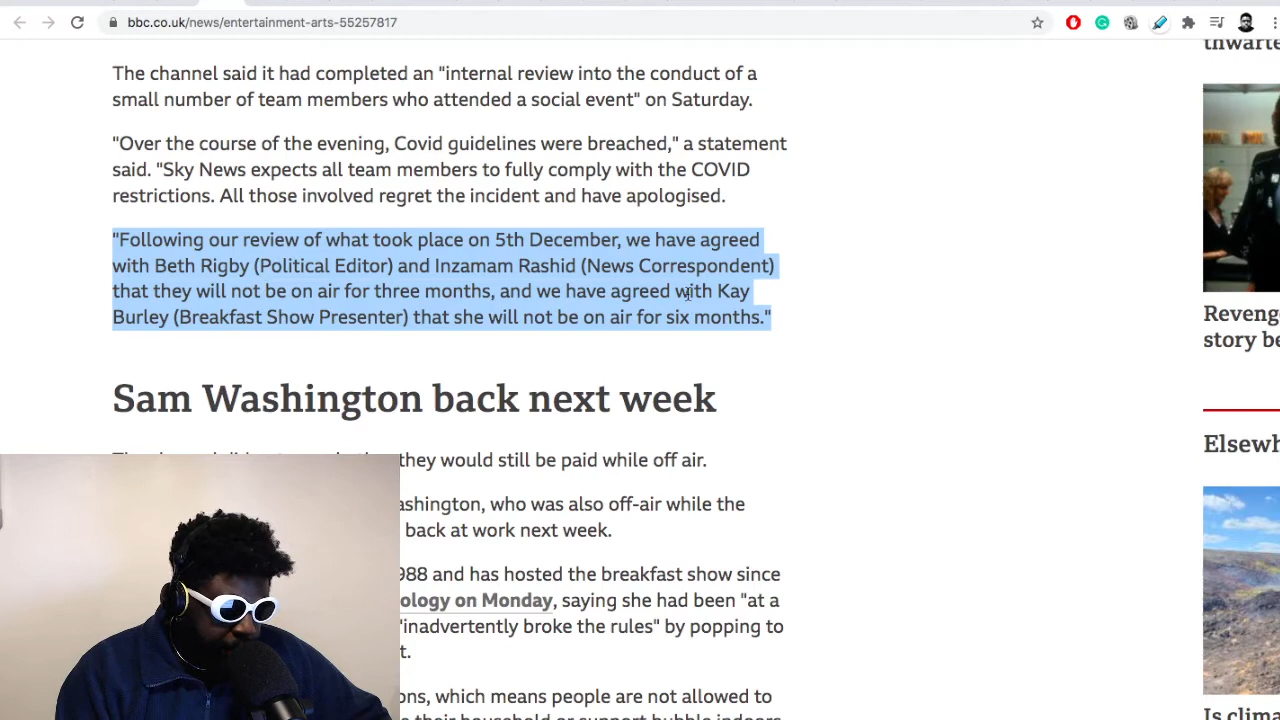 bbc.co.uk/news/entertainment-arts-55257817
The channel said it had completed an "internal review into the conduct of a
small number of team members who attended a social event" on Saturday.
"Over the course of the evening, Covid guidelines were breached," a statement
said. "Sky News expects all team members to fully comply with the COVID
restrictions. All those involved regret the incident and have apologised.
"Following our review of what took place on 5th December, we have agreed
with Beth Rigby (Political Editor) and Inzamam Rashid (News Correspondent)
that they will not be on air for three months, and we have agreed with Kay
Burley (Breakfast Show Presenter) that she will not be on air for six months."
Sam Washington back next week
they would still be paid while off air.
ashington, who was also off-air while the
back at work next week.
988 and has hosted the breakfast show since
ology on Monday, saying she had been "at a
"inadvertently broke the rules" by popping to
t.
ons, which means people are not allowed to
their household or support bubble indoors
thwarte
Reveng
story be
Elsewh
Is clima